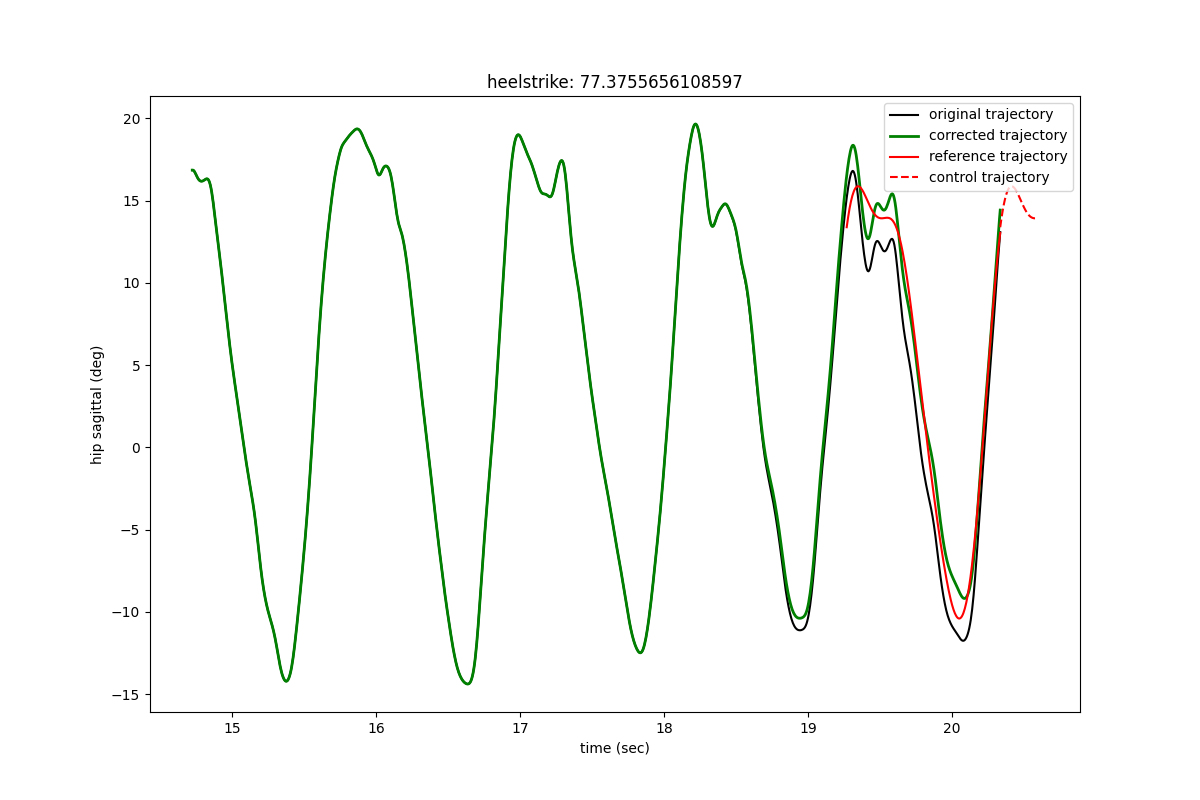 heelstrike: 77.3755656108597
original trajectory
corrected trajectory
reference trajectory
control trajectory
20
15
10
5
0
−5
−10
−15
hip sagittal (deg)
15 16 17 18 19 20
time (sec)